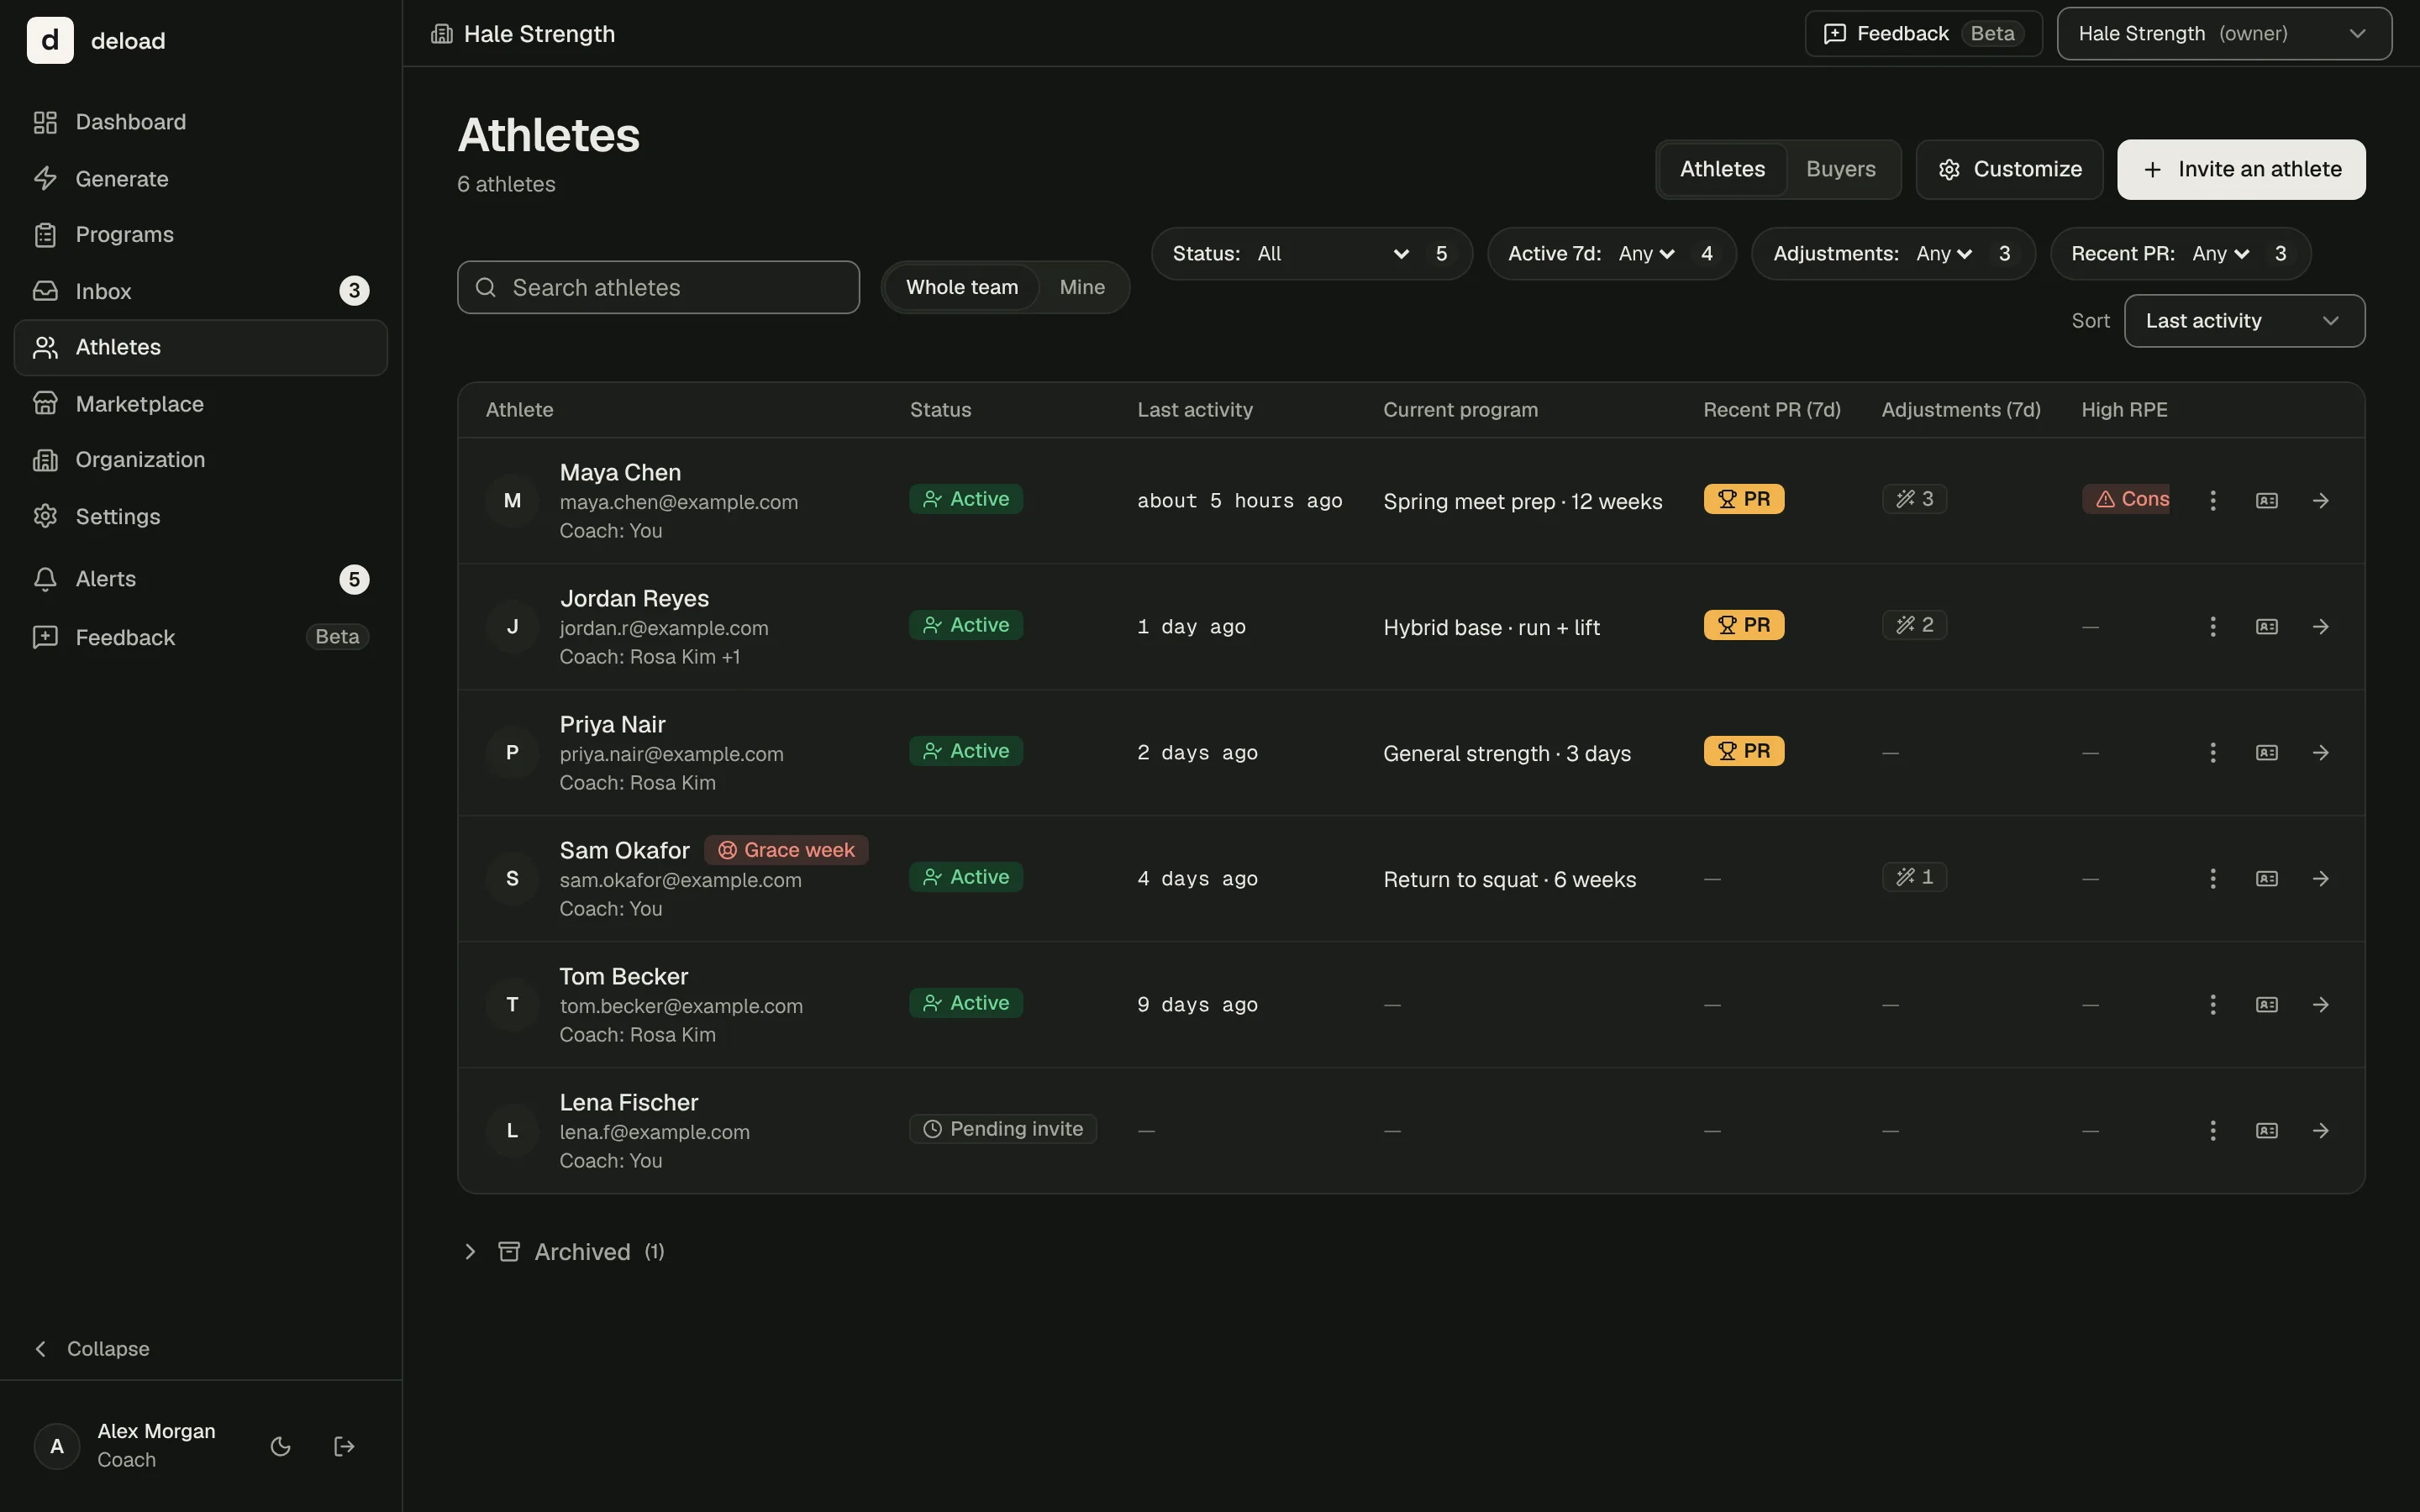 d deload
Dashboard
Generate
Programs
Inbox 3
Athletes
Marketplace
Organization
Settings
Alerts 5
Feedback Beta
Collapse
A
Alex Morgan
Coach
Hale Strength
Feedback Beta
Hale Strength (owner)
Athletes
6 athletes
Athletes Buyers
Customize
Invite an athlete
Search athletes
Whole team Mine
Status: All 5
Active 7d: Any 4
Adjustments: Any 3
Recent PR: Any 3
Sort Last activity
Athlete Status Last activity Current program Recent PR (7d) Adjustments (7d) High RPE
M
Maya Chen
maya.chen@example.com
Coach: You
Active about 5 hours ago Spring meet prep · 12 weeks PR 3 Cons
J
Jordan Reyes
jordan.r@example.com
Coach: Rosa Kim +1
Active 1 day ago Hybrid base · run + lift PR 2 —
P
Priya Nair
priya.nair@example.com
Coach: Rosa Kim
Active 2 days ago General strength · 3 days PR — —
S
Sam Okafor Grace week
sam.okafor@example.com
Coach: You
Active 4 days ago Return to squat · 6 weeks — 1 —
T
Tom Becker
tom.becker@example.com
Coach: Rosa Kim
Active 9 days ago — — — —
L
Lena Fischer
lena.f@example.com
Coach: You
Pending invite — — — — —
Archived (1)